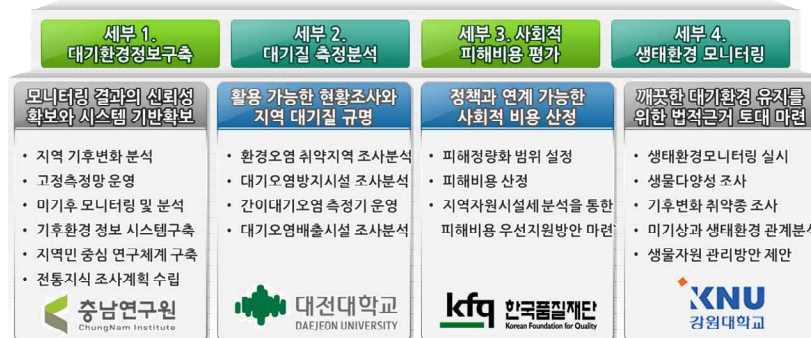 세부 1.
대기환경정보구축
세부 2.
대기질 측정분석
세부 3. 사회적
피해비용 평가
세부 4.
생태환경 모니터링
모니터링 결과의 신뢰성
확보와 시스템 기반확보
• 지역 기후변화 분석
• 고정측정망 운영
• 미기후 모니터링 및 분석
• 기후환경 정보 시스템구축
• 지역민 중심 연구체계 구축
• 전통지식 조사계획 수립
충남연구원
ChungNam Institute
활용 가능한 현황조사와
지역 대기질 규명
• 환경오염 취약지역 조사분석
• 대기오염방지시설 조사분석
• 간이대기오염 측정기 운영
• 대기오염배출시설 조사분석
대전대학교
DAEJEON UNIVERSITY
정책과 연계 가능한
사회적 비용 산정
• 피해정량화 범위 설정
• 피해비용 산정
• 지역자원시설세 분석을 통한
피해비용 우선지원방안 마련
kfq 한국품질재단
Korean Foundation for Quality
깨끗한 대기환경 유지를
위한 법적근거 토대 마련
• 생태환경모니터링 실시
• 생물다양성 조사
• 기후변화 취약종 조사
• 미기상과 생태환경 관계분석
• 생물자원 관리방안 제안
KNU
강원대학교